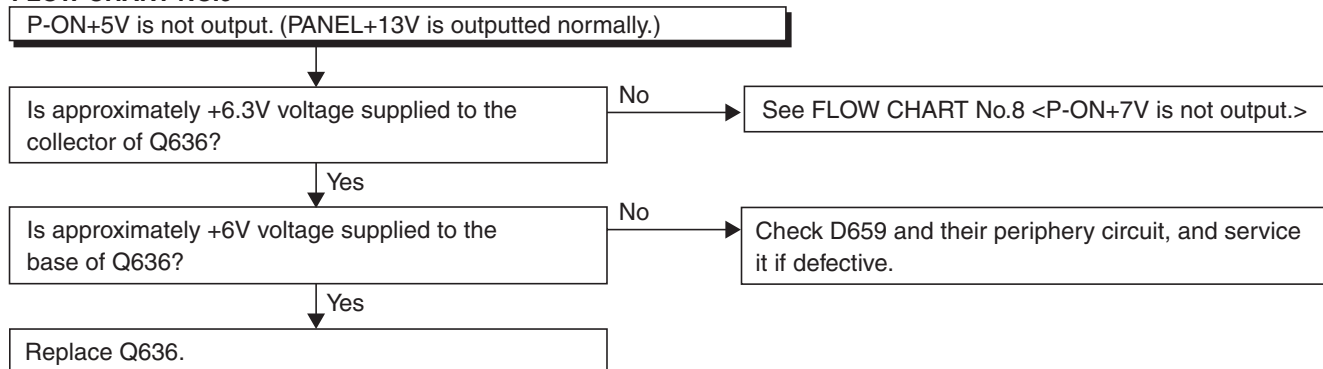 P-ON+5V is not output. (PANEL+13V is outputted normally.)
Is approximately +6.3V voltage supplied to the
collector of Q636?
No
See FLOW CHART No.8 <P-ON+7V is not output.>
Yes
Is approximately +6V voltage supplied to the
base of Q636?
No
Check D659 and their periphery circuit, and service
it if defective.
Yes
Replace Q636.